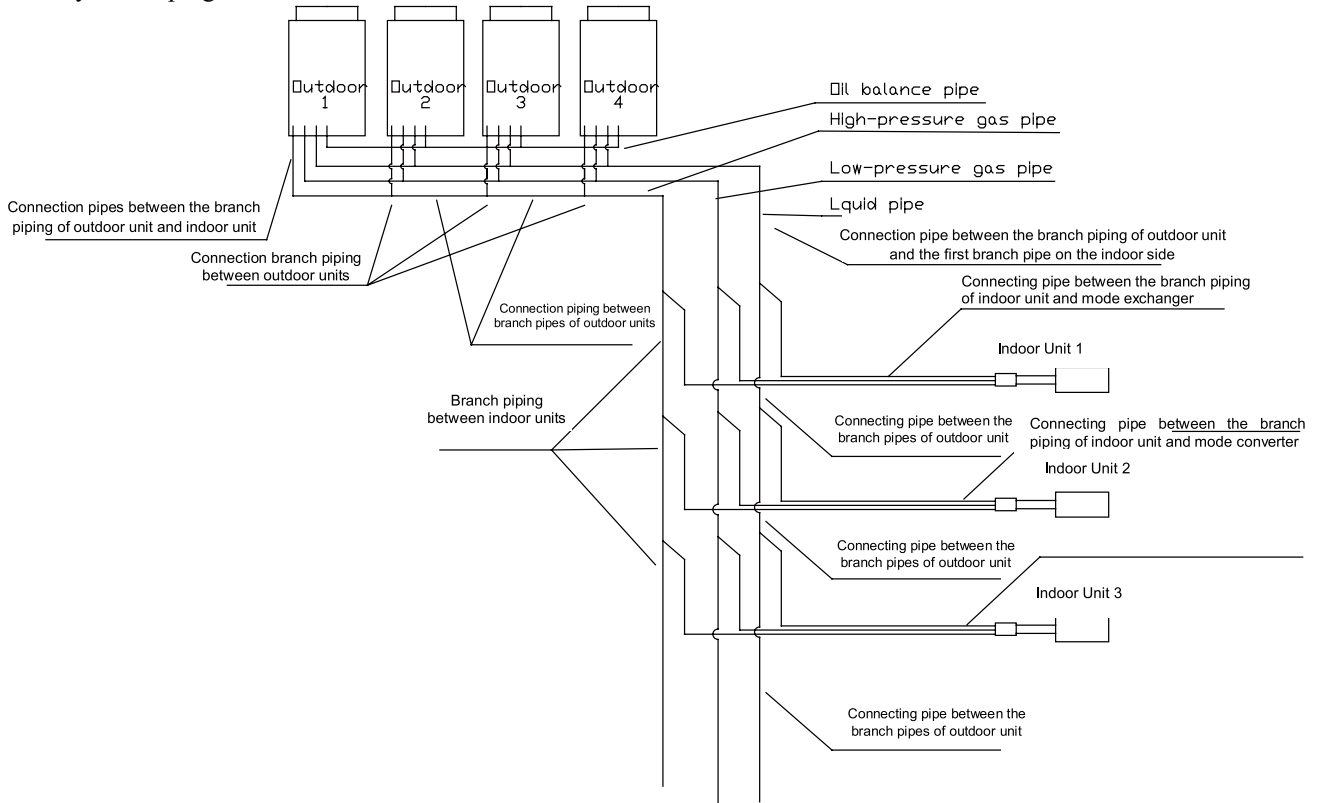 Outdoor
1
Outdoor
2
Outdoor
3
Outdoor
4
Oil balance pipe
High-pressure gas pipe
Low-pressure gas pipe
Lquid pipe
Connection pipes between the branch
piping of outdoor unit and indoor unit
Connection pipe between the branch piping of outdoor unit
and the first branch pipe on the indoor side
Connection branch piping
between outdoor units
Connecting pipe between the branch piping
of indoor unit and mode exchanger
Connection piping between
branch pipes of outdoor units
Indoor Unit 1
Branch piping
between indoor units
Connecting pipe between the
branch pipes of outdoor unit
Connecting pipe between the branch
piping of indoor unit and mode converter
Indoor Unit 2
Connecting pipe between the
branch pipes of outdoor unit
Indoor Unit 3
Connecting pipe between the
branch pipes of outdoor unit